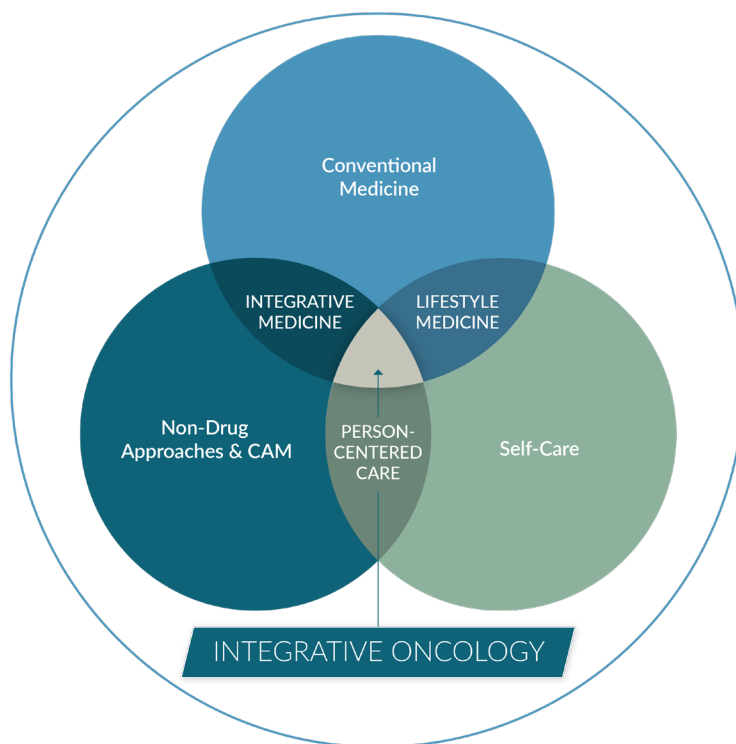 Conventional
Medicine
INTEGRATIVE
MEDICINE
LIFESTYLE
MEDICINE
Non-Drug
Approaches & CAM
PERSON-
CENTERED
CARE
Self-Care
INTEGRATIVE ONCOLOGY